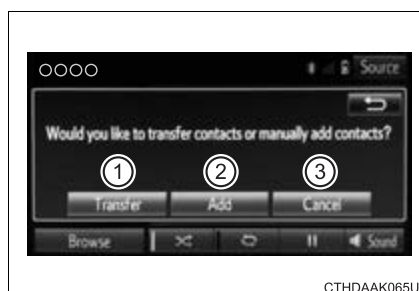 OOOO Source
Would you like to transfer contacts or manually add contacts?
1 2 3
Transfer Add Cancel
Browse Sound
CTHDAAK065U